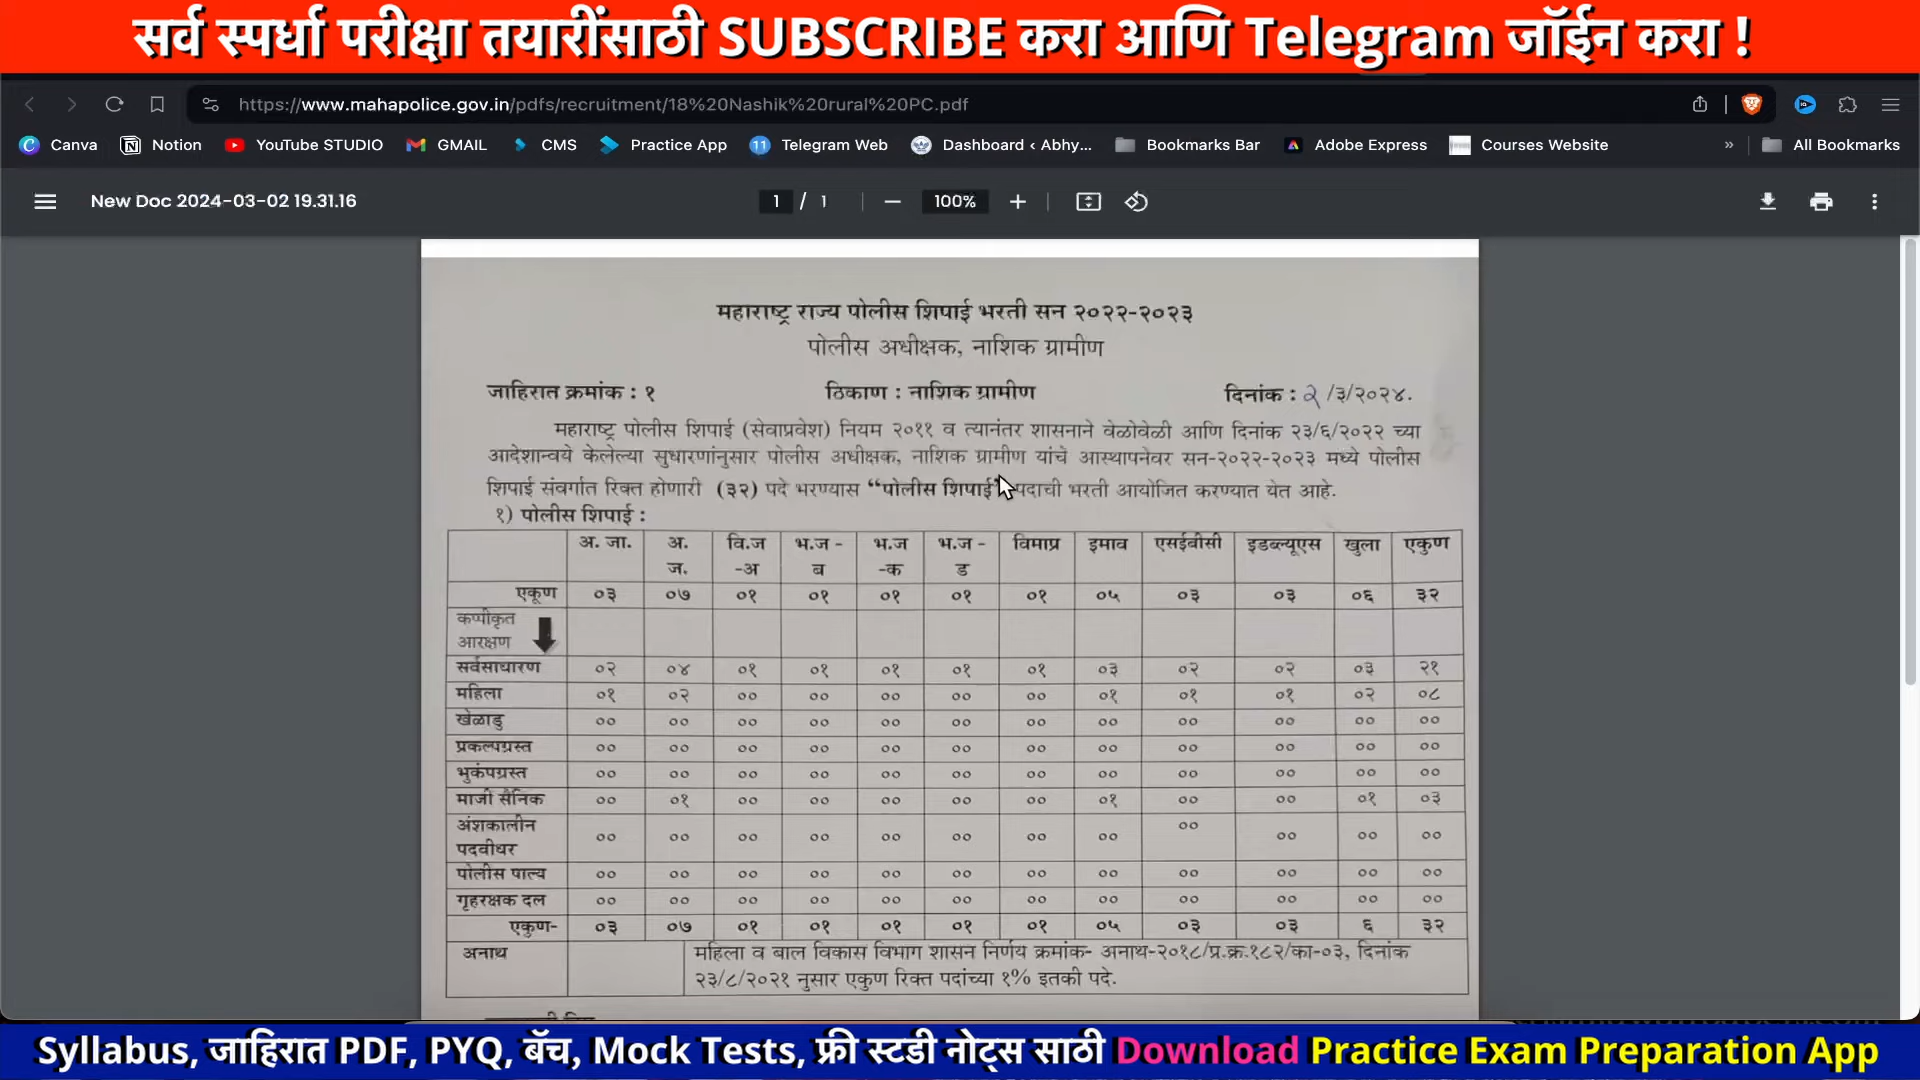 सर्व स्पर्धा परीक्षा तयारींसाठी SUBSCRIBE करा आणि Telegram जॉईन करा !
https://www.mahapolice.gov.in/pdfs/recruitment/18%20Nashik%20rural%20PC.pdf
Canva Notion YouTube STUDIO GMAIL CMS Practice App 11 Telegram Web Dashboard ‹ Abhy... Bookmarks Bar Adobe Express Courses Website » All Bookmarks
New Doc 2024-03-02 19.31.16 1 / 1 100%
महाराष्ट्र राज्य पोलीस शिपाई भरती सन २०२२-२०२३
पोलीस अधीक्षक, नाशिक ग्रामीण
जाहिरात क्रमांक : १ ठिकाण : नाशिक ग्रामीण दिनांक : २ /३/२०२४.
महाराष्ट्र पोलीस शिपाई (सेवाप्रवेश) नियम २०११ व त्यानंतर शासनाने वेळोवेळी आणि दिनांक २३/६/२०२२ च्या
आदेशान्वये केलेल्या सुधारणांनुसार पोलीस अधीक्षक, नाशिक ग्रामीण यांचे आस्थापनेवर सन-२०२२-२०२३ मध्ये पोलीस
शिपाई संवर्गात रिक्त होणारी (३२) पदे भरण्यास “पोलीस शिपाई” पदाची भरती आयोजित करण्यात येत आहे.
१) पोलीस शिपाई :
अ. जा. अ. ज. वि.ज -अ भ.ज - ब भ.ज -क भ.ज - ड विमाप्र इमाव एसईबीसी इडब्ल्यूएस खुला एकुण
एकूण ०३ ०७ ०१ ०१ ०१ ०१ ०१ ०५ ०३ ०३ ०६ ३२
कप्पीकृत
आरक्षण
सर्वसाधारण ०२ ०४ ०१ ०१ ०१ ०१ ०१ ०३ ०२ ०२ ०३ २१
महिला ०१ ०२ ०० ०० ०० ०० ०० ०१ ०१ ०१ ०२ ०८
खेळाडु ०० ०० ०० ०० ०० ०० ०० ०० ०० ०० ०० ००
प्रकल्पग्रस्त ०० ०० ०० ०० ०० ०० ०० ०० ०० ०० ०० ००
भुकंपग्रस्त ०० ०० ०० ०० ०० ०० ०० ०० ०० ०० ०० ००
माजी सैनिक ०० ०१ ०० ०० ०० ०० ०० ०१ ०० ०० ०१ ०३
अंशकालीन
पदवीधर ०० ०० ०० ०० ०० ०० ०० ०० ०० ०० ०० ००
पोलीस पाल्य ०० ०० ०० ०० ०० ०० ०० ०० ०० ०० ०० ००
गृहरक्षक दल ०० ०० ०० ०० ०० ०० ०० ०० ०० ०० ०० ००
एकुण- ०३ ०७ ०१ ०१ ०१ ०१ ०१ ०५ ०३ ०३ ६ ३२
अनाथ महिला व बाल विकास विभाग शासन निर्णय क्रमांक- अनाथ-२०१८/प्र.क्र.१८२/का-०३, दिनांक
२३/८/२०२१ नुसार एकुण रिक्त पदांच्या १% इतकी पदे.
Syllabus, जाहिरात PDF, PYQ, बॅच, Mock Tests, फ्री स्टडी नोट्स साठी Download Practice Exam Preparation App